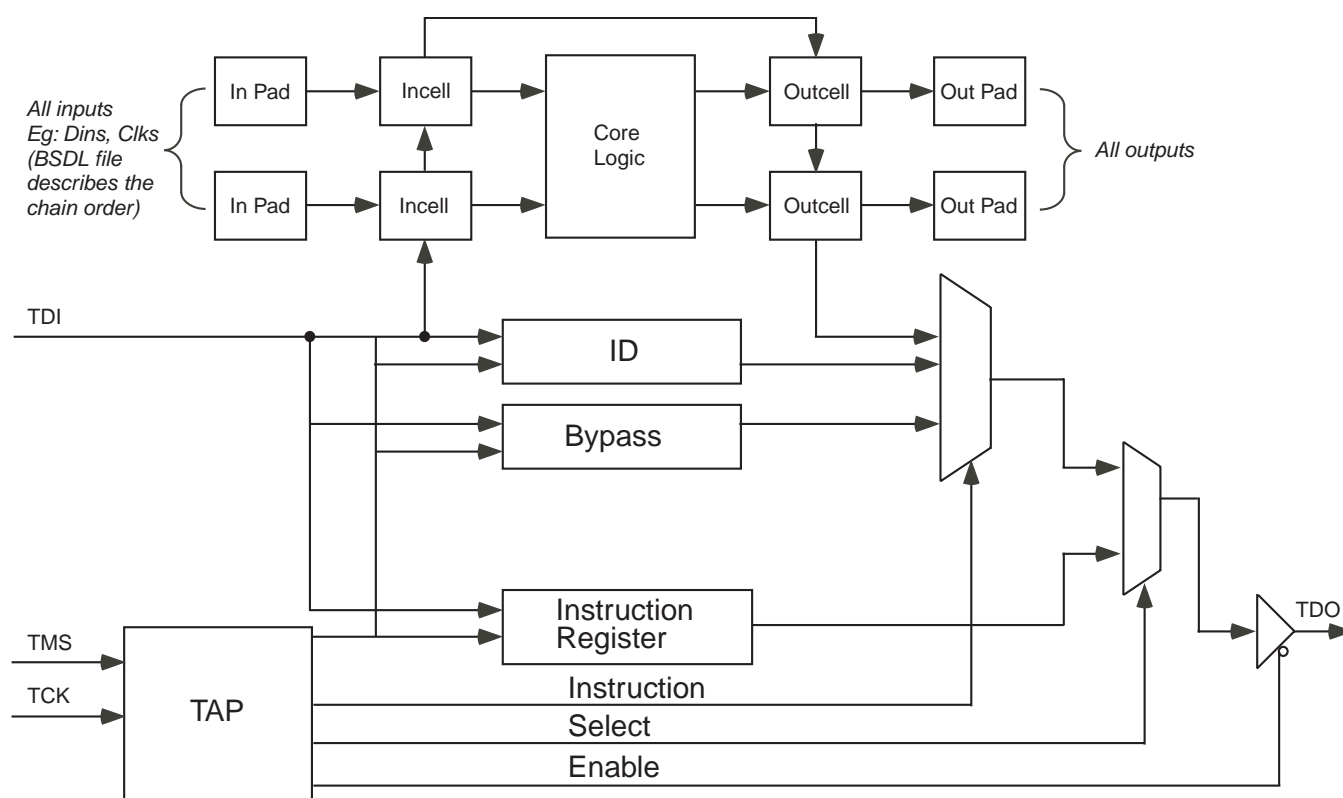 All inputs
Eg: Dins, Clks
(BSDL file
describes the
chain order)
In Pad
Incell
Core
Logic
Outcell
Out Pad
All outputs
In Pad
Incell
Outcell
Out Pad
TDI
ID
Bypass
Instruction
Register
TMS
TCK
TAP
Instruction
Select
Enable
TDO